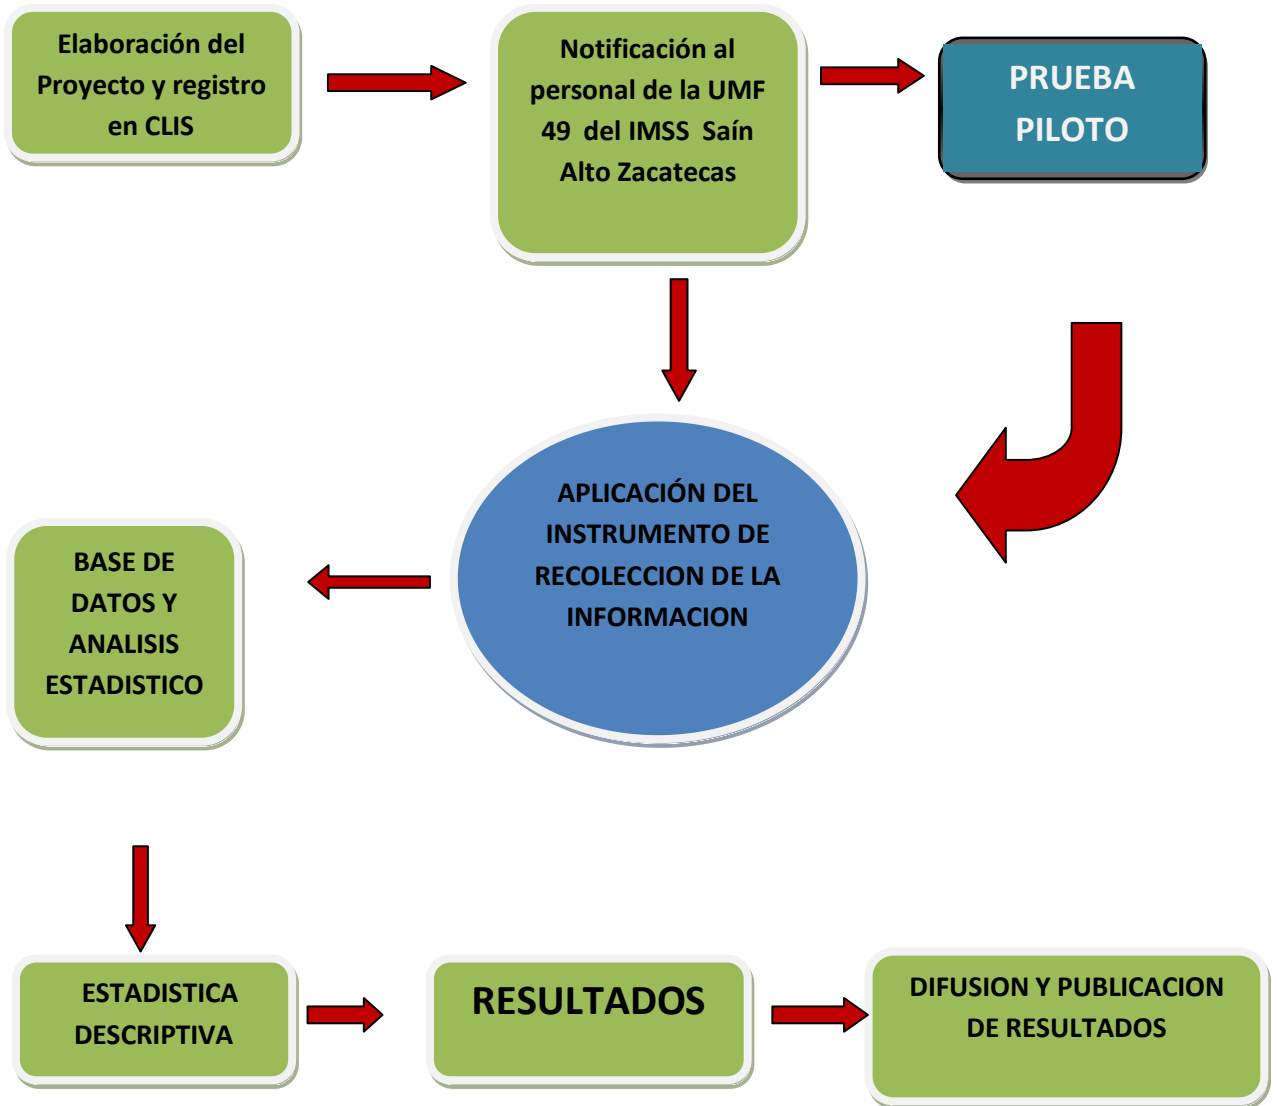 Elaboración del
Proyecto y registro
en CLIS
Notificación al
personal de la UMF
49 del IMSS Saín
Alto Zacatecas
PRUEBA
PILOTO
APLICACIÓN DEL
INSTRUMENTO DE
RECOLECCION DE LA
INFORMACION
BASE DE
DATOS Y
ANALISIS
ESTADISTICO
ESTADISTICA
DESCRIPTIVA
RESULTADOS
DIFUSION Y PUBLICACION
DE RESULTADOS